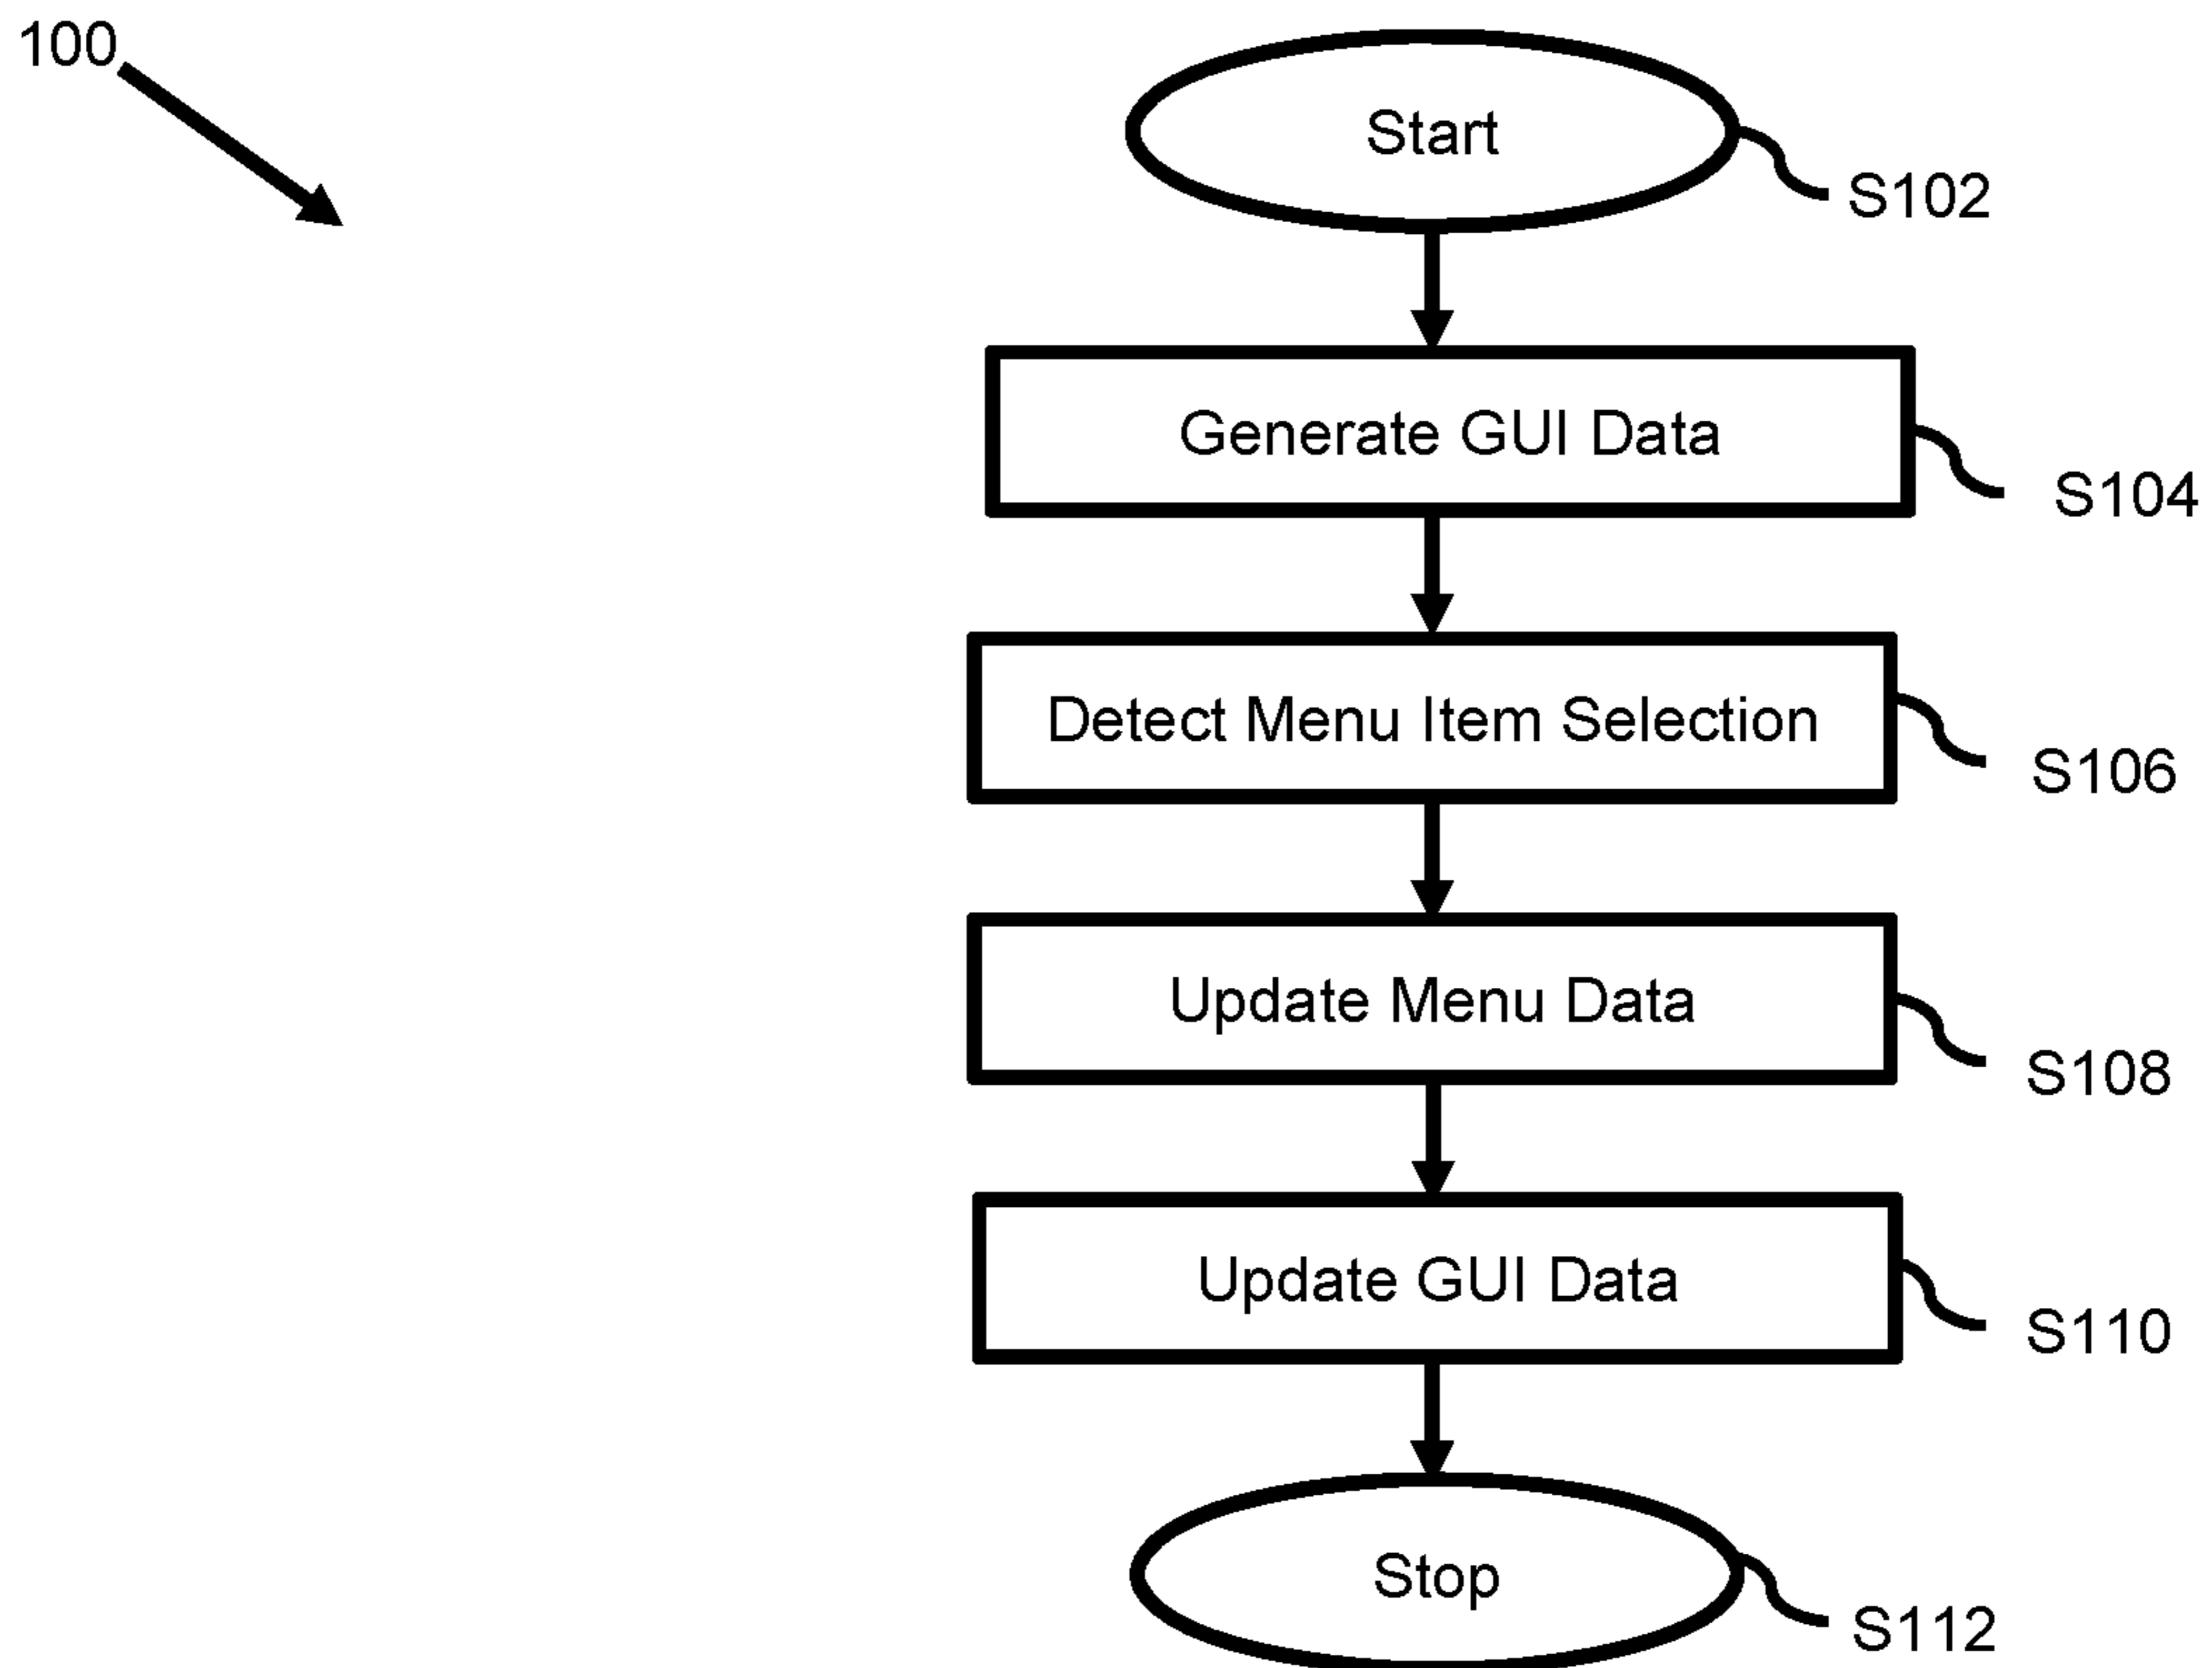 100
Start
S102
Generate GUI Data
S104
Detect Menu Item Selection
S106
Update Menu Data
S108
Update GUI Data
S110
Stop
S112